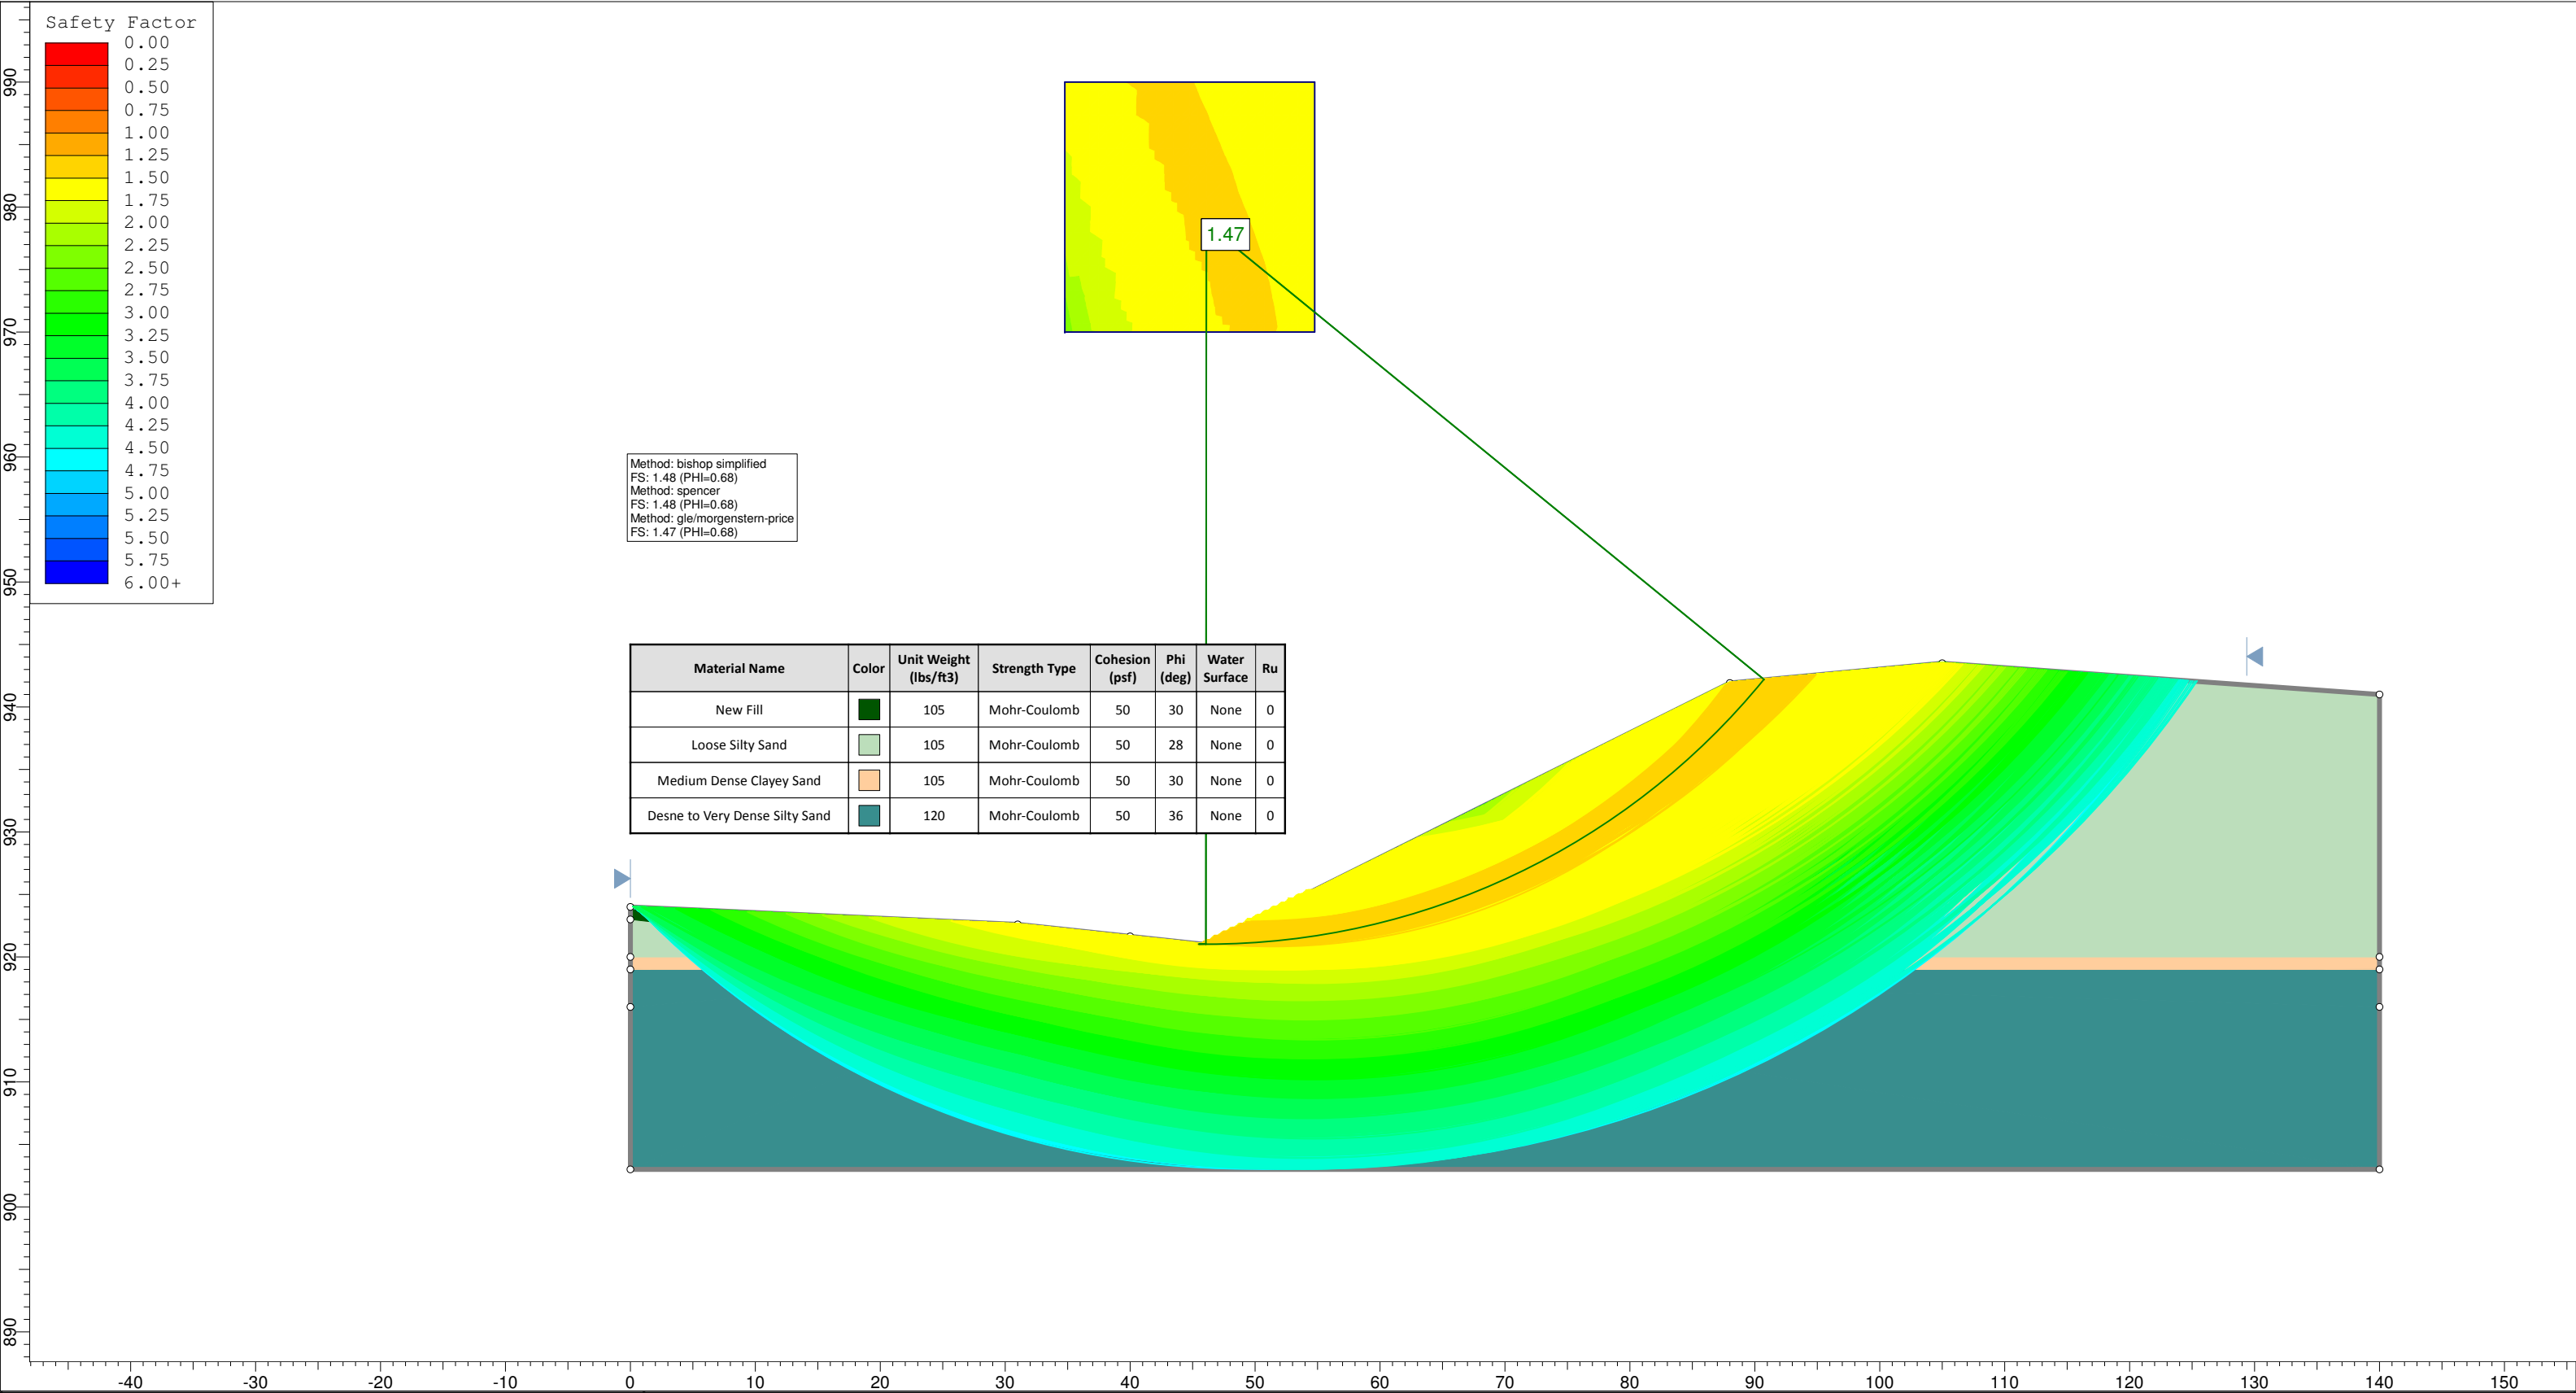 Safety Factor
0.00
0.25
0.50
0.75
1.00
1.25
1.50
1.75
2.00
2.25
2.50
2.75
3.00
3.25
3.50
3.75
4.00
4.25
4.50
4.75
5.00
5.25
5.50
5.75
6.00+
990
980
970
960
950
940
930
920
910
900
890
1.47
Method: bishop simplified
FS: 1.48 (PHI=0.68)
Method: spencer
FS: 1.48 (PHI=0.68)
Method: gle/morgenstern-price
FS: 1.47 (PHI=0.68)
Material Name Color Unit Weight (lbs/ft3) Strength Type Cohesion (psf) Phi (deg) Water Surface Ru
New Fill 105 Mohr-Coulomb 50 30 None 0
Loose Silty Sand 105 Mohr-Coulomb 50 28 None 0
Medium Dense Clayey Sand 105 Mohr-Coulomb 50 30 None 0
Desne to Very Dense Silty Sand 120 Mohr-Coulomb 50 36 None 0
-40 -30 -20 -10 0 10 20 30 40 50 60 70 80 90 100 110 120 130 140 150